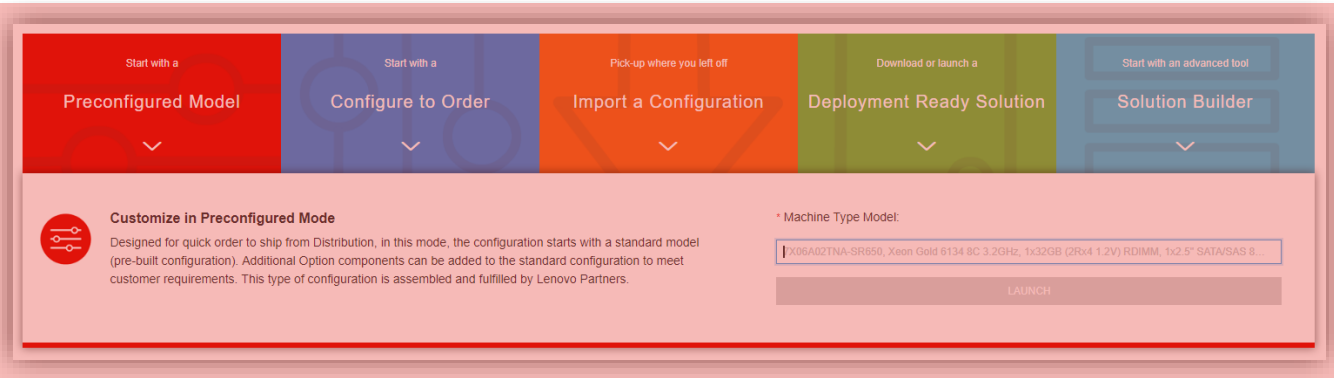 Start with a
Preconfigured Model
Start with a
Configure to Order
Pick-up where you left off
Import a Configuration
Download or launch a
Deployment Ready Solution
Start with an advanced tool
Solution Builder
Customize in Preconfigured Mode
Designed for quick order to ship from Distribution, in this mode, the configuration starts with a standard model
(pre-built configuration). Additional Option components can be added to the standard configuration to meet
customer requirements. This type of configuration is assembled and fulfilled by Lenovo Partners.
* Machine Type Model:
7X06A02TNA-SR650, Xeon Gold 6134 8C 3.2GHz, 1x32GB (2Rx4 1.2V) RDIMM, 1x2.5" SATA/SAS 8...
LAUNCH